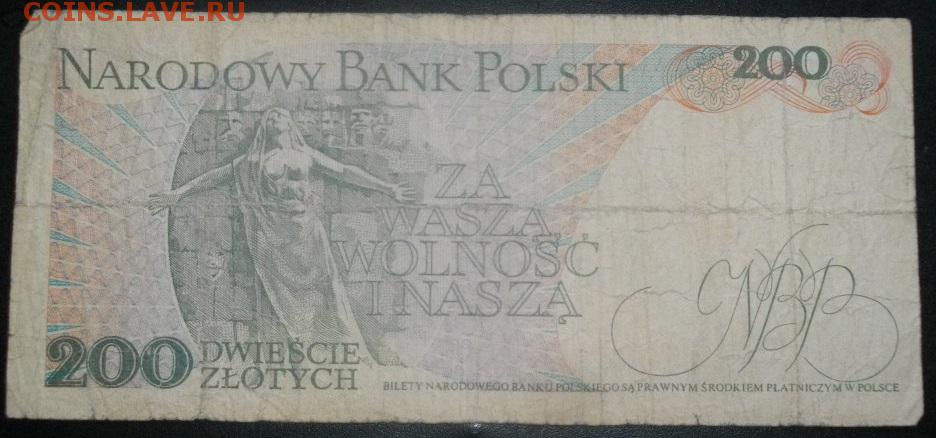 COINS.LAVE.RU
NARODOWY BANK POLSKI
200
ZA
WASZĄ
WOLNOŚĆ
I NASZĄ
NBP
200 DWIEŚCIE
ZŁOTYCH
BILETY NARODOWEGO BANKU POLSKIEGO SĄ PRAWNYM ŚRODKIEM PŁATNICZYM W POLSCE